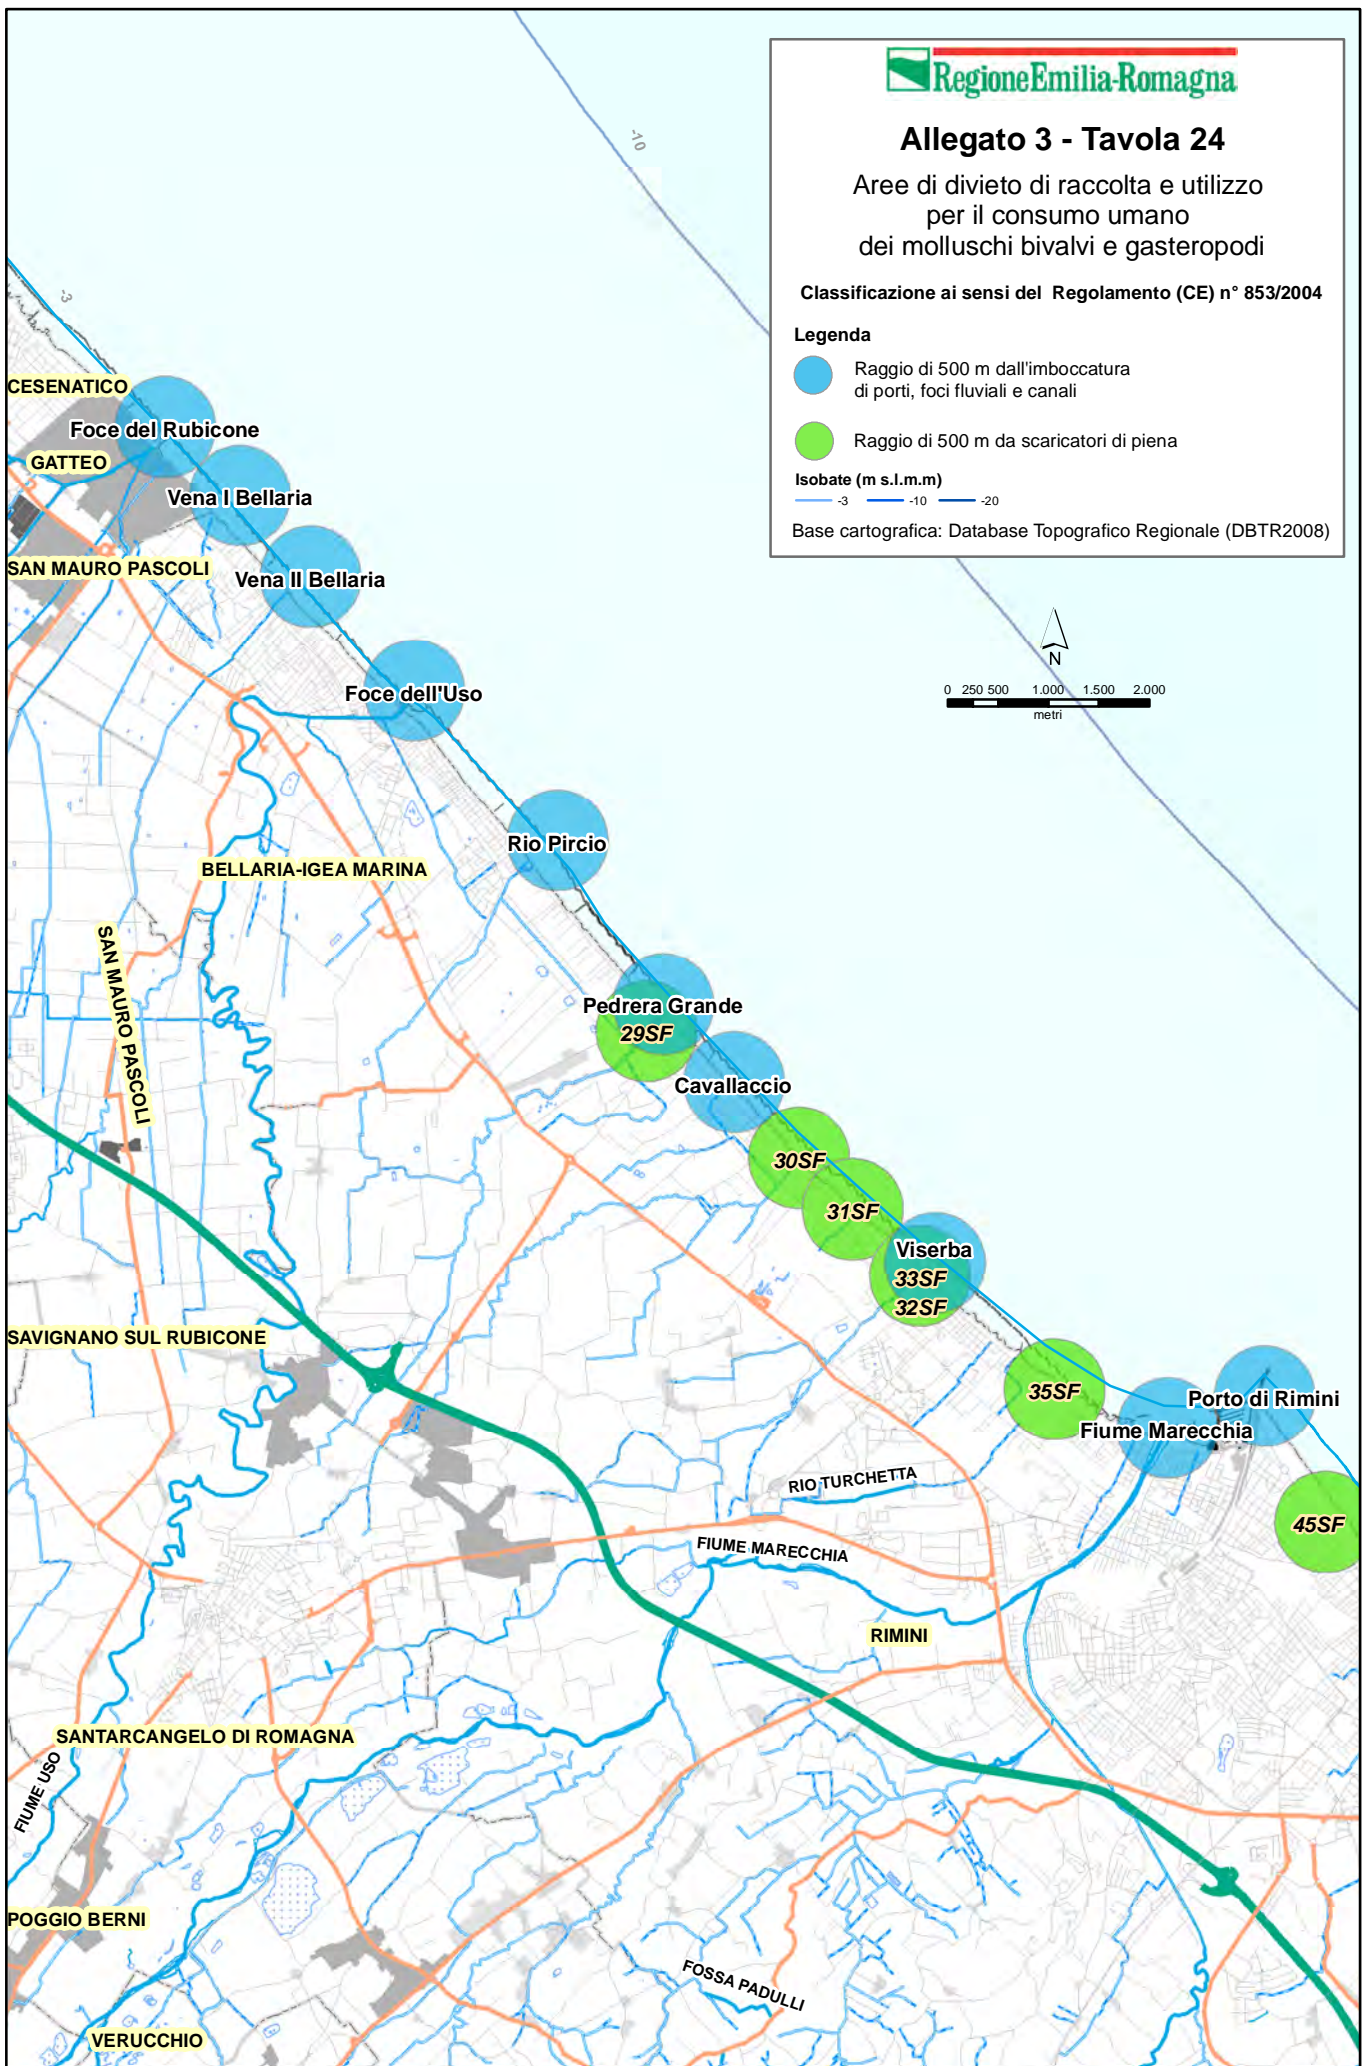 RegioneEmilia-Romagna
Allegato 3 - Tavola 24
Aree di divieto di raccolta e utilizzo
per il consumo umano
dei molluschi bivalvi e gasteropodi
Classificazione ai sensi del Regolamento (CE) n° 853/2004
Legenda
Raggio di 500 m dall'imboccatura
di porti, foci fluviali e canali
Raggio di 500 m da scaricatori di piena
Isobate (m s.l.m.m)
-3 -10 -20
Base cartografica: Database Topografico Regionale (DBTR2008)
-10
-3
CESENATICO
Foce del Rubicone
GATTEO
Vena I Bellaria
SAN MAURO PASCOLI
Vena II Bellaria
N
0 250 500 1.000 1.500 2.000
metri
Foce dell'Uso
Rio Pircio
BELLARIA-IGEA MARINA
SAN MAURO PASCOLI
Pedrera Grande
29SF
Cavallaccio
30SF
31SF
Viserba
33SF
32SF
SAVIGNANO SUL RUBICONE
35SF
Porto di Rimini
Fiume Marecchia
RIO TURCHETTA
45SF
FIUME MARECCHIA
RIMINI
SANTARCANGELO DI ROMAGNA
FIUME USO
POGGIO BERNI
FOSSA PADULLI
VERUCCHIO